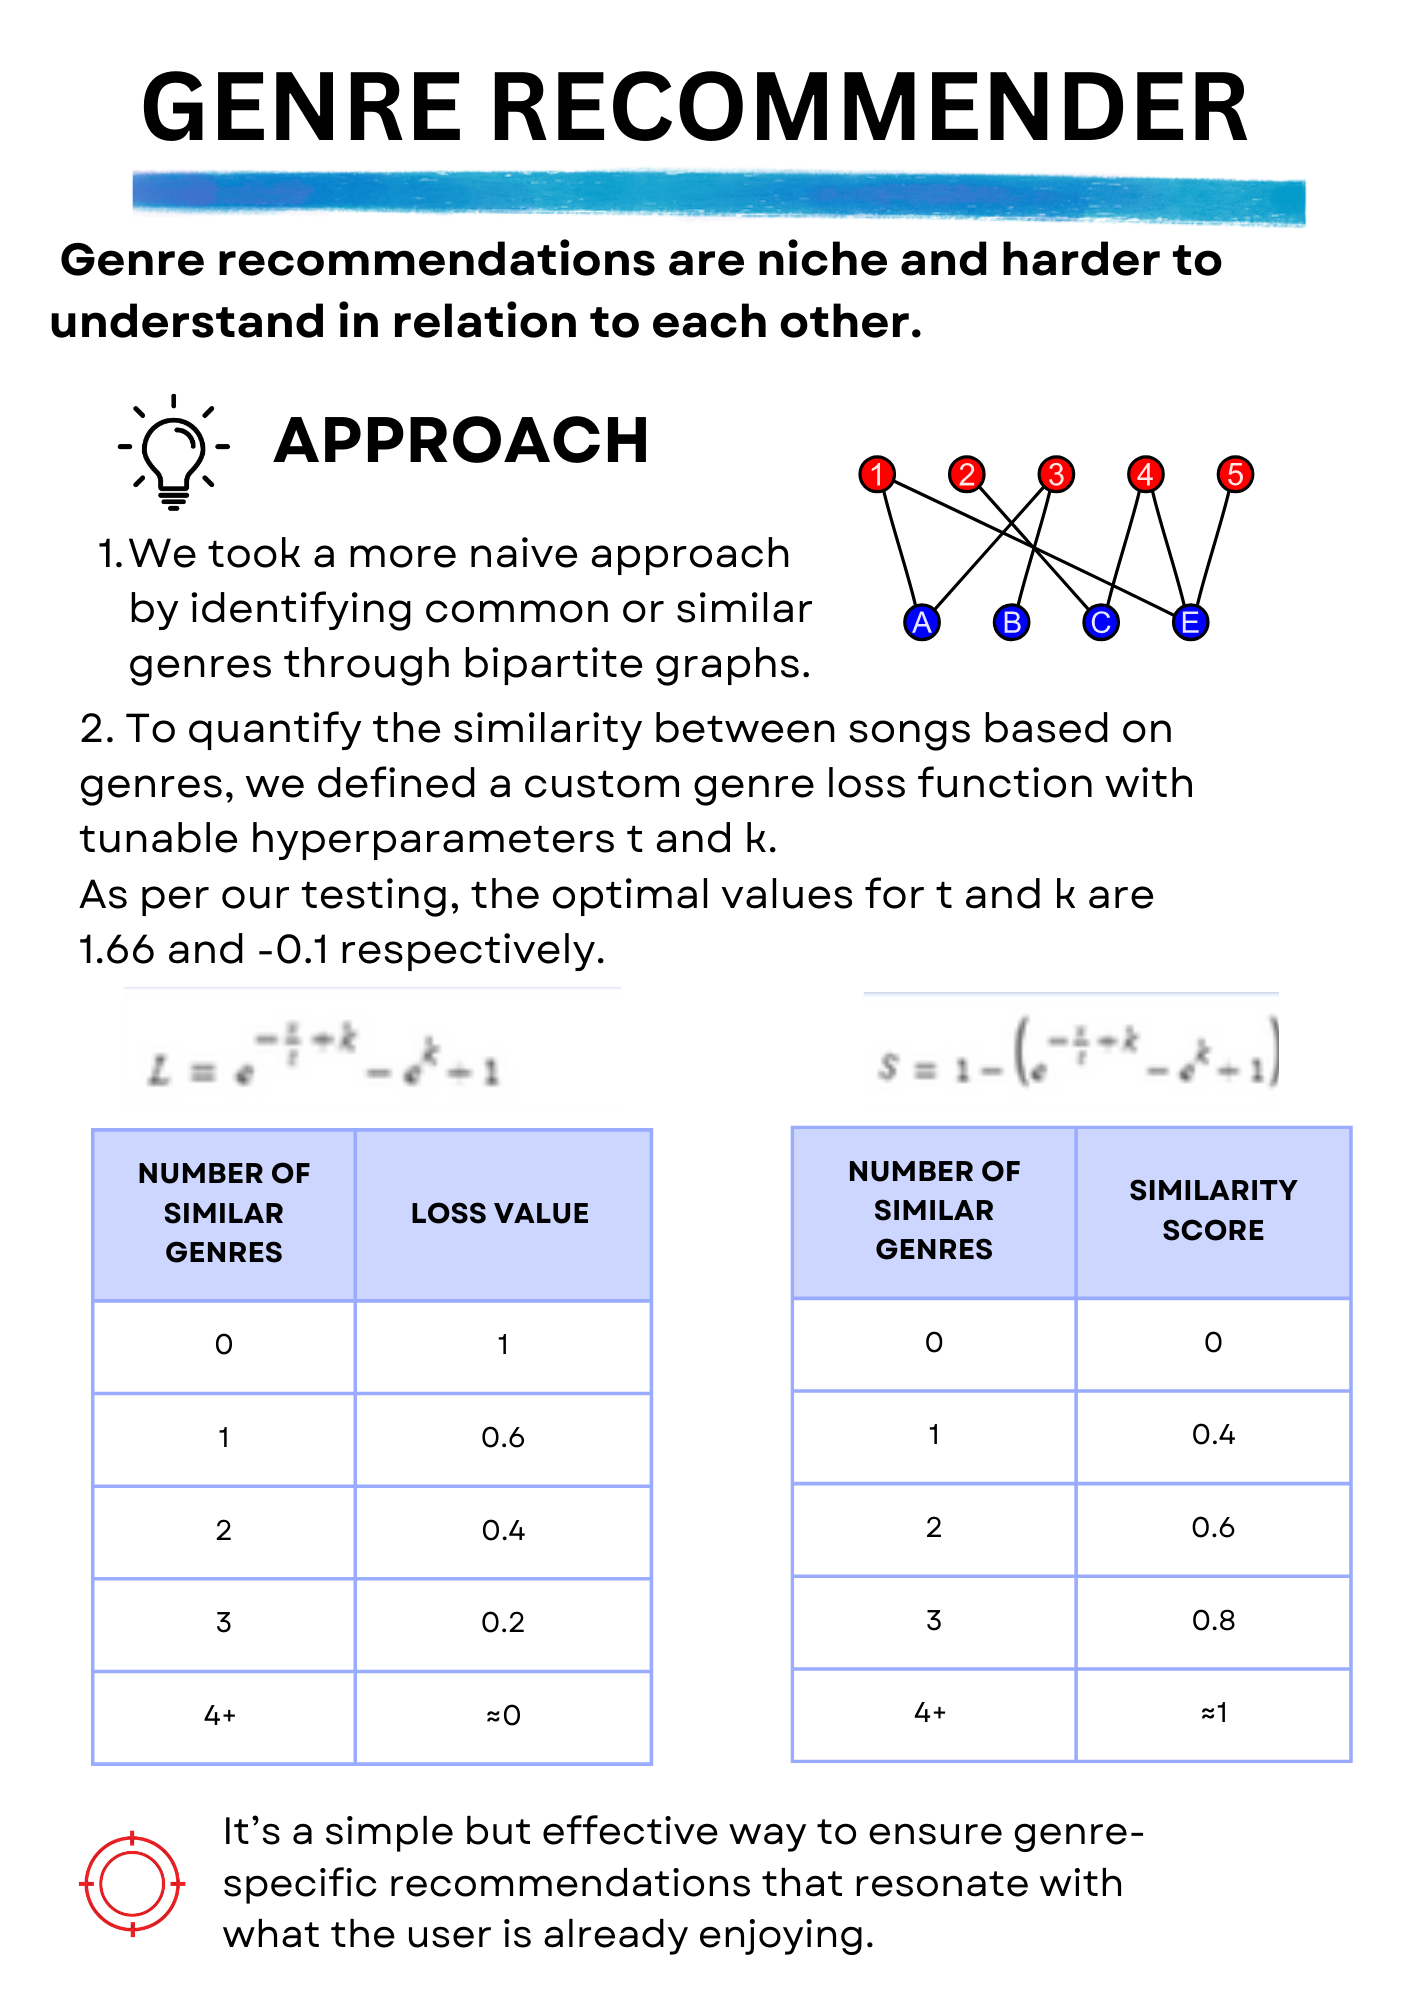 GENRE RECOMMENDER
Genre recommendations are niche and harder to
understand in relation to each other.
APPROACH
1 2 3 4 5
A B C E
1. We took a more naive approach
by identifying common or similar
genres through bipartite graphs.
2. To quantify the similarity between songs based on
genres, we defined a custom genre loss function with
tunable hyperparameters t and k.
As per our testing, the optimal values for t and k are
1.66 and -0.1 respectively.
L = e^{-\frac{x}{t}+k} - e^k + 1
S = 1 - (e^{-\frac{x}{t}+k} - e^k + 1)
NUMBER OF
SIMILAR
GENRES
LOSS VALUE
0 1
1 0.6
2 0.4
3 0.2
4+ ≈0
NUMBER OF
SIMILAR
GENRES
SIMILARITY
SCORE
0 0
1 0.4
2 0.6
3 0.8
4+ ≈1
It's a simple but effective way to ensure genre-
specific recommendations that resonate with
what the user is already enjoying.